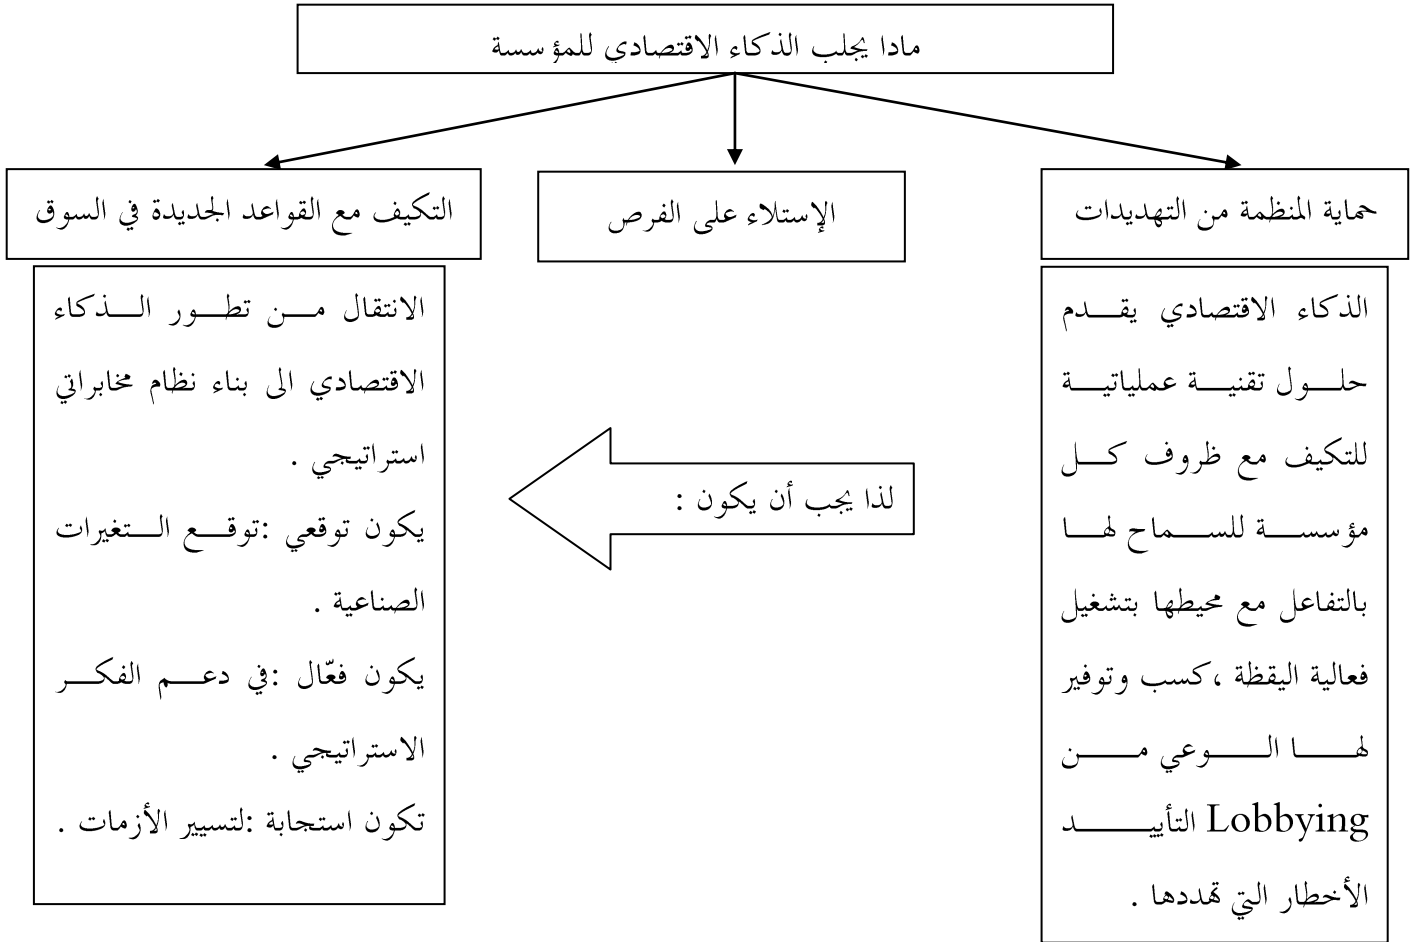 مادا يجلب الذكاء الاقتصادي للمؤسسة
حماية المنظمة من التهديدات
الإستلاء على الفرص
التكيف مع القواعد الجديدة في السوق
الذكاء الاقتصادي يقدم
حلول تقنية عملياتية
للتكيف مع ظروف كل
مؤسسة للسماح لها
بالتفاعل مع محيطها بتشغيل
فعالية اليقظة ،كسب وتوفير
لها الوعي من
Lobbying التأييد
الأخطار التي تهددها .
لذا يجب أن يكون :
الانتقال من تطور الذكاء
الاقتصادي الى بناء نظام مخابراتي
استراتيجي .
يكون توقعي :توقع التغيرات
الصناعية .
يكون فعّال :في دعم الفكر
الاستراتيجي .
تكون استجابة :لتسيير الأزمات .